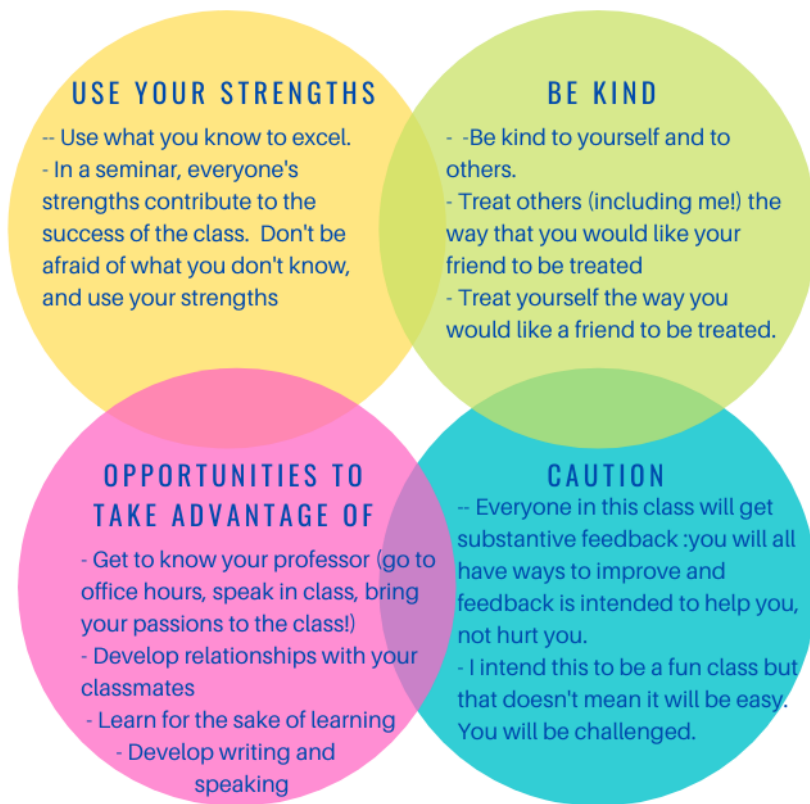 USE YOUR STRENGTHS
-- Use what you know to excel.
- In a seminar, everyone's
strengths contribute to the
success of the class.  Don't be
afraid of what you don't know,
and use your strengths
BE KIND
-  -Be kind to yourself and to
others.
- Treat others (including me!) the
way that you would like your
friend to be treated
- Treat yourself the way you
would like a friend to be treated.
OPPORTUNITIES TO
TAKE ADVANTAGE OF
- Get to know your professor (go to
office hours, speak in class, bring
your passions to the class!)
- Develop relationships with your
classmates
- Learn for the sake of learning
- Develop writing and
speaking
CAUTION
-- Everyone in this class will get
substantive feedback :you will all
have ways to improve and
feedback is intended to help you,
not hurt you.
- I intend this to be a fun class but
that doesn't mean it will be easy.
You will be challenged.